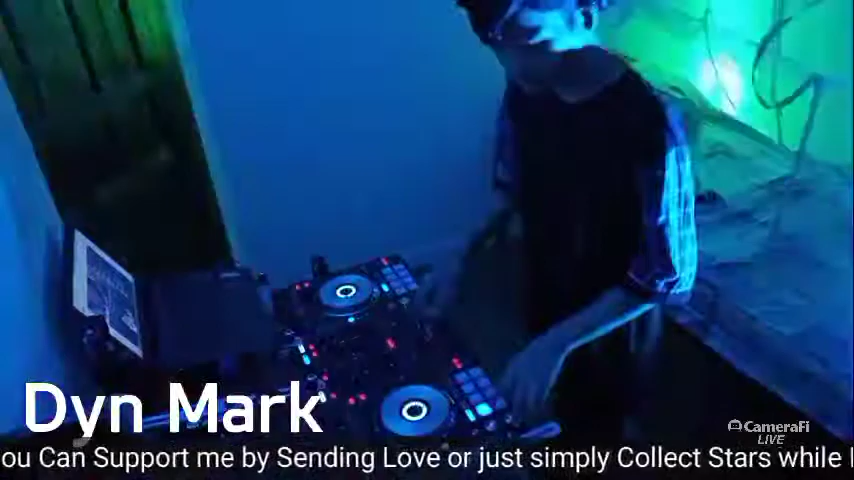 Dyn Mark
CameraFi
LIVE
ou Can Support me by Sending Love or just simply Collect Stars while